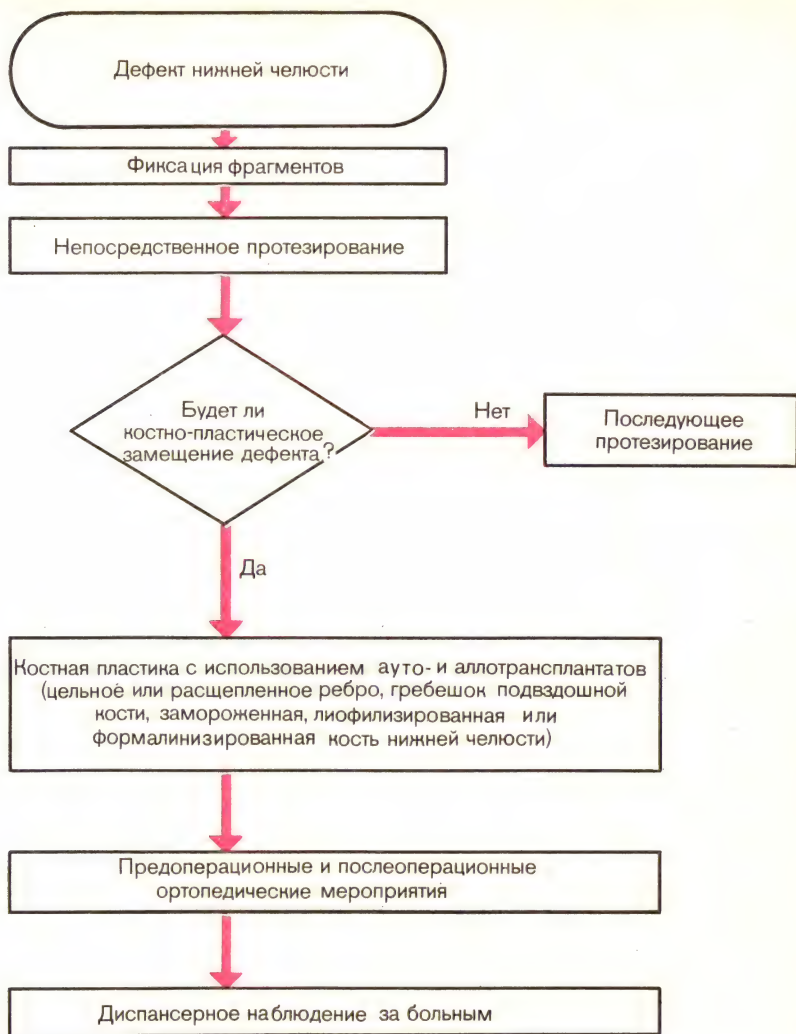 Дефект нижней челюсти
Фиксация фрагментов
Непосредственное протезирование
Будет ли
костно-пластическое
замещение дефекта?
Нет
Последующее
протезирование
Да
Костная пластика с использованием ауто- и аллотрансплантатов
(цельное или расщепленное ребро, гребешок подвздошной
кости, замороженная, лиофилизированная или
формалинизированная кость нижней челюсти)
Предоперационные и послеоперационные
ортопедические мероприятия
Диспансерное наблюдение за больным